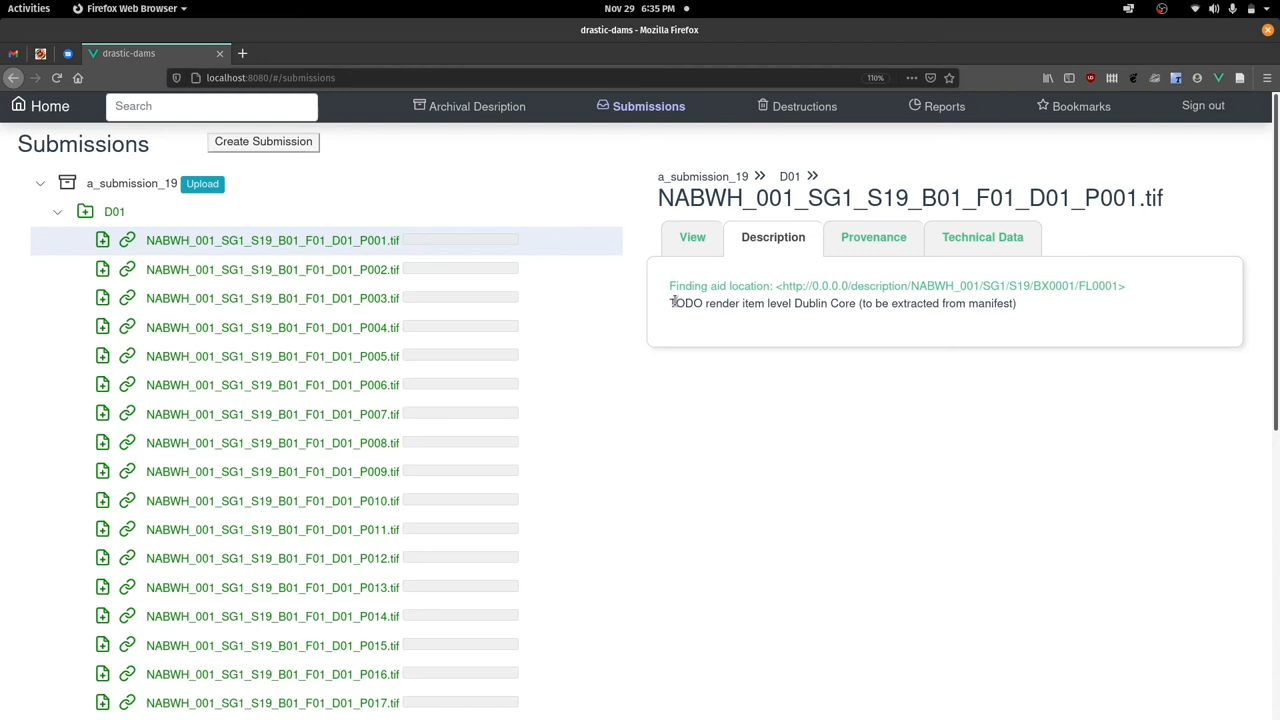 Activities
Firefox Web Browser
Nov 29 6:35 PM
drastic-dams - Mozilla Firefox
drastic-dams
localhost:8080/#/submissions
110%
Home
Search
Archival Desription
Submissions
Destructions
Reports
Bookmarks
Sign out
Submissions
Create Submission
a_submission_19 Upload
D01
NABWH_001_SG1_S19_B01_F01_D01_P001.tif
NABWH_001_SG1_S19_B01_F01_D01_P002.tif
NABWH_001_SG1_S19_B01_F01_D01_P003.tif
NABWH_001_SG1_S19_B01_F01_D01_P004.tif
NABWH_001_SG1_S19_B01_F01_D01_P005.tif
NABWH_001_SG1_S19_B01_F01_D01_P006.tif
NABWH_001_SG1_S19_B01_F01_D01_P007.tif
NABWH_001_SG1_S19_B01_F01_D01_P008.tif
NABWH_001_SG1_S19_B01_F01_D01_P009.tif
NABWH_001_SG1_S19_B01_F01_D01_P010.tif
NABWH_001_SG1_S19_B01_F01_D01_P011.tif
NABWH_001_SG1_S19_B01_F01_D01_P012.tif
NABWH_001_SG1_S19_B01_F01_D01_P013.tif
NABWH_001_SG1_S19_B01_F01_D01_P014.tif
NABWH_001_SG1_S19_B01_F01_D01_P015.tif
NABWH_001_SG1_S19_B01_F01_D01_P016.tif
NABWH_001_SG1_S19_B01_F01_D01_P017.tif
a_submission_19 D01
NABWH_001_SG1_S19_B01_F01_D01_P001.tif
View
Description
Provenance
Technical Data
Finding aid location: <http://0.0.0.0/description/NABWH_001/SG1/S19/BX0001/FL0001>
TODO render item level Dublin Core (to be extracted from manifest)